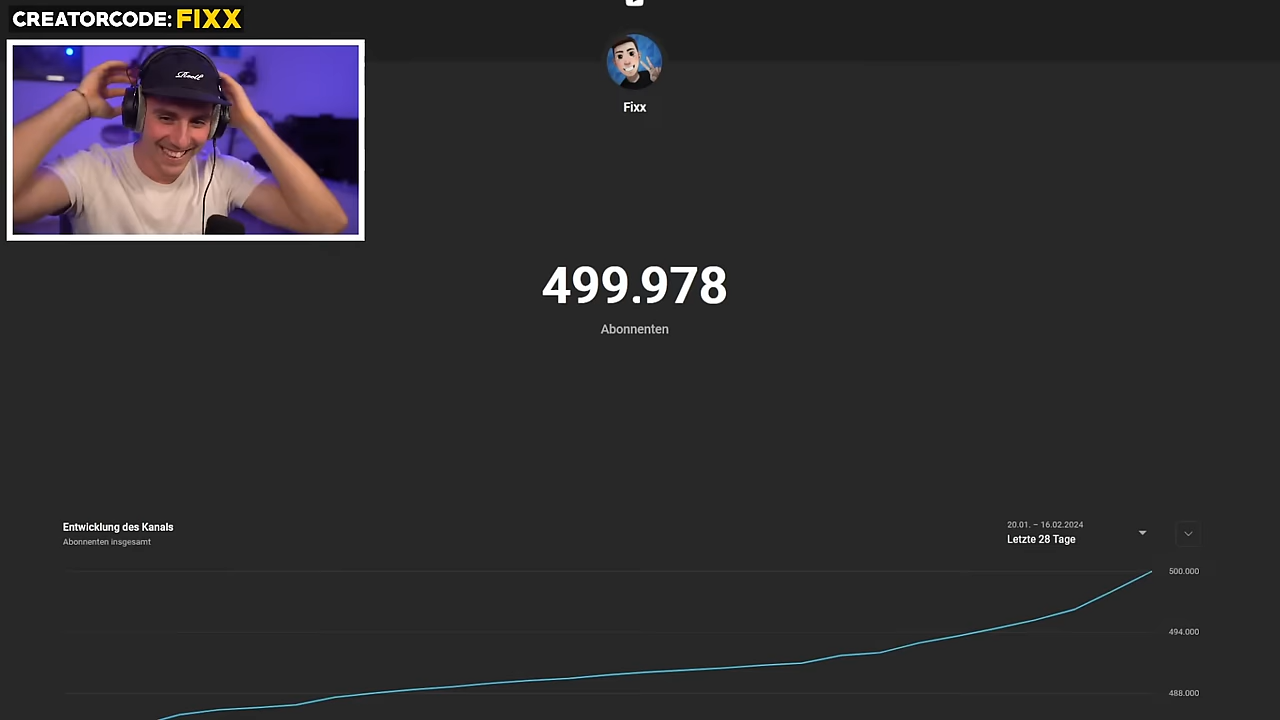 CREATORCODE: FIXX
Fixx
499.978
Abonnenten
Entwicklung des Kanals
Abonnenten insgesamt
20.01. – 16.02.2024
Letzte 28 Tage
500.000
494.000
488.000